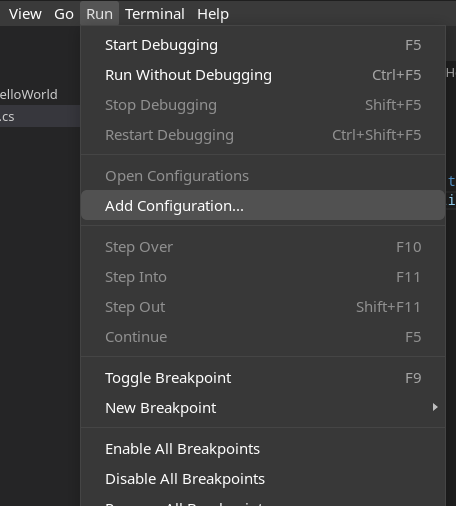 View Go Run Terminal Help
Start Debugging F5
Run Without Debugging Ctrl+F5
Stop Debugging Shift+F5
Restart Debugging Ctrl+Shift+F5
Open Configurations
Add Configuration...
Step Over F10
Step Into F11
Step Out Shift+F11
Continue F5
Toggle Breakpoint F9
New Breakpoint
Enable All Breakpoints
Disable All Breakpoints
elloWorld
.cs